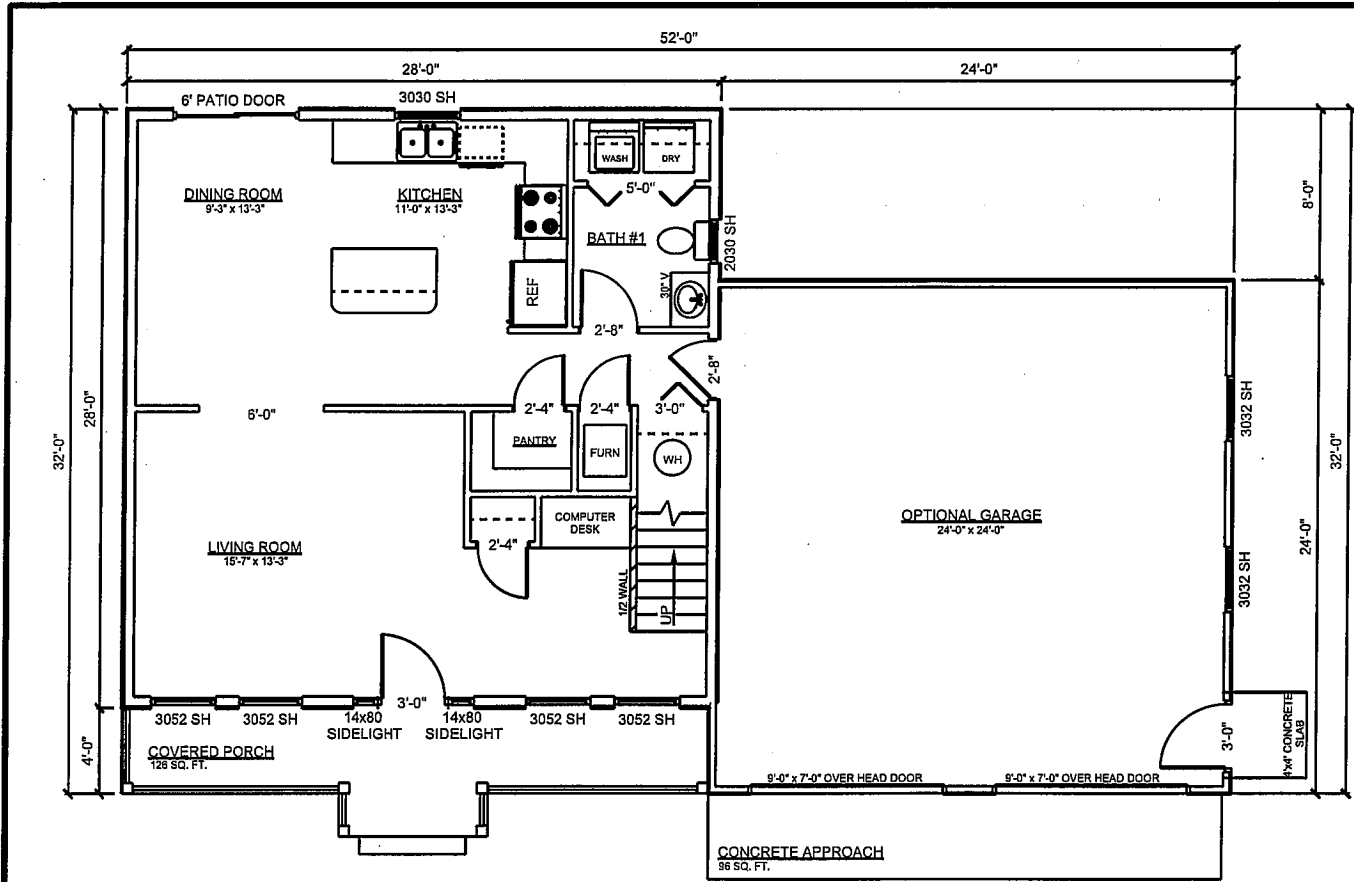 52'-0"
28'-0"
24'-0"
6' PATIO DOOR
3030 SH
WASH
DRY
5'-0"
DINING ROOM
9'-3" x 13'-3"
KITCHEN
11'-0" x 13'-3"
8'-0"
BATH #1
2030 SH
30" V
REF
2'-8"
2'-8"
32'-0"
28'-0"
6'-0"
2'-4"
2'-4"
3'-0"
3032 SH
32'-0"
PANTRY
FURN
WH
OPTIONAL GARAGE
24'-0" x 24'-0"
COMPUTER
DESK
24'-0"
LIVING ROOM
15'-7" x 13'-3"
2'-4"
1/2 WALL
UP
3032 SH
3'-0"
3052 SH
3052 SH
14x80
SIDELIGHT
14x80
SIDELIGHT
3052 SH
3052 SH
3'-0"
4'x4' CONCRETE
SLAB
4'-0"
COVERED PORCH
126 SQ. FT.
9'-0" x 7'-0" OVER HEAD DOOR
9'-0" x 7'-0" OVER HEAD DOOR
CONCRETE APPROACH
96 SQ. FT.